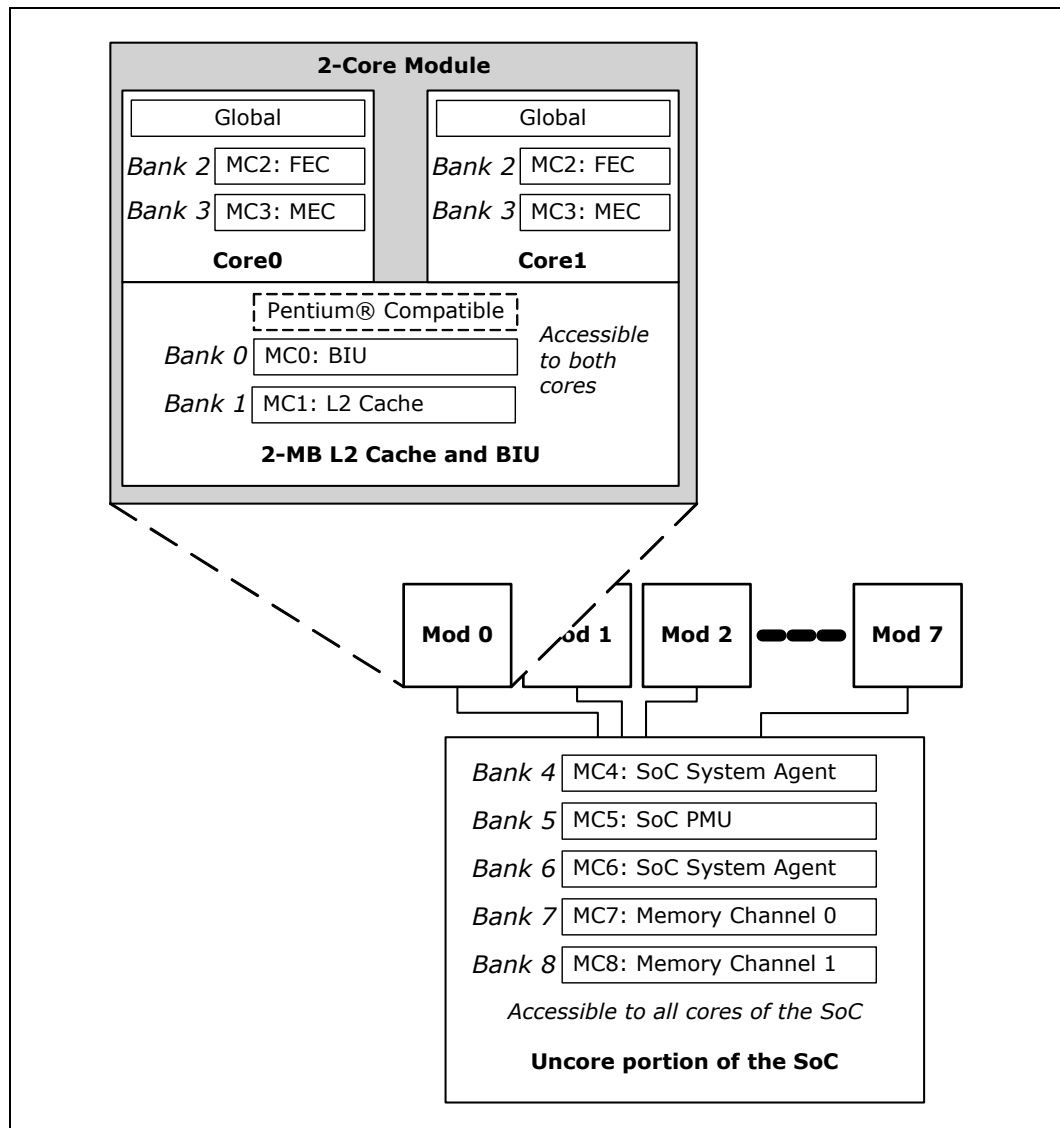 2-Core Module
Global
Bank 2 MC2: FEC
Bank 3 MC3: MEC
Core0
Global
Bank 2 MC2: FEC
Bank 3 MC3: MEC
Core1
Pentium® Compatible
Bank 0 MC0: BIU
Bank 1 MC1: L2 Cache
Accessible
to both
cores
2-MB L2 Cache and BIU
Mod 0
od 1
Mod 2
Mod 7
Bank 4 MC4: SoC System Agent
Bank 5 MC5: SoC PMU
Bank 6 MC6: SoC System Agent
Bank 7 MC7: Memory Channel 0
Bank 8 MC8: Memory Channel 1
Accessible to all cores of the SoC
Uncore portion of the SoC